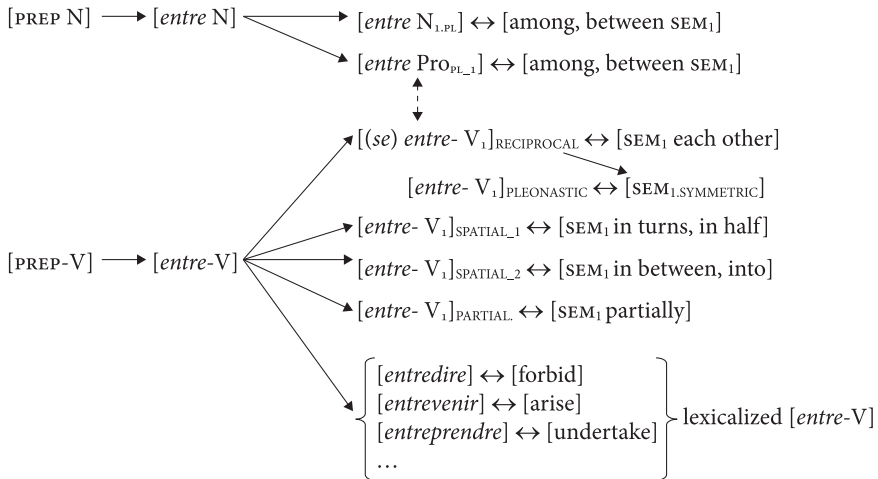 [PREP N] → [entre N] → [entre N₁.PL] ↔ [among, between SEM₁]
[entre Pro PL_1] ↔ [among, between SEM₁]
[(se) entre- V₁]RECIPROCAL ↔ [SEM₁ each other]
[entre- V₁]PLEONASTIC ↔ [SEM₁.SYMMETRIC]
[entre- V₁]SPATIAL_1 ↔ [SEM₁ in turns, in half]
[PREP-V] → [entre-V] [entre- V₁]SPATIAL_2 ↔ [SEM₁ in between, into]
[entre- V₁]PARTIAL. ↔ [SEM₁ partially]
[entredire] ↔ [forbid]
[entrevenir] ↔ [arise] lexicalized [entre-V]
[entreprendre] ↔ [undertake]
…